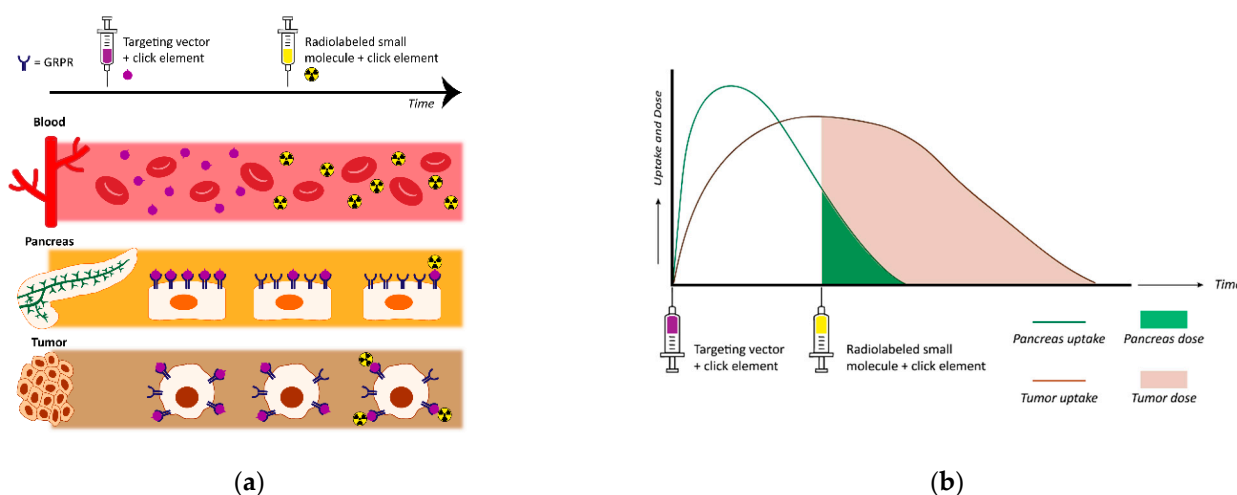 Targeting vector
+ click element
Radiolabeled small
molecule + click element
= GRPR
Time
Blood
Pancreas
Tumor
(a)
Uptake and Dose
Time
Targeting vector
+ click element
Radiolabeled small
molecule + click element
Pancreas uptake
Pancreas dose
Tumor uptake
Tumor dose
(b)